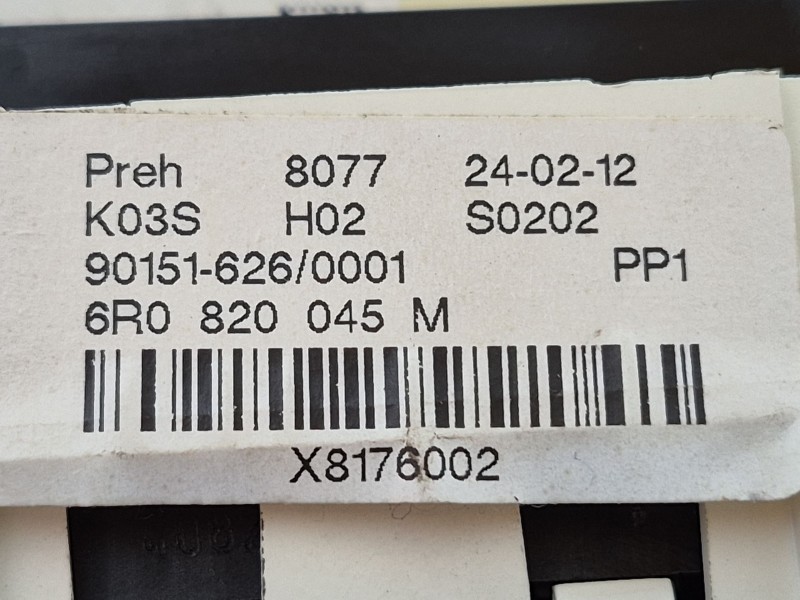 Preh 8077 24-02-12
K03S H02 S0202
90151-626/0001 PP1
6R0 820 045 M
X8176002